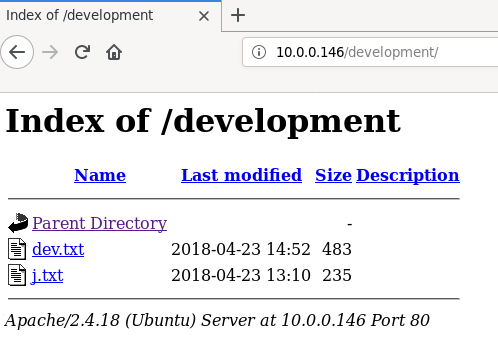 Index of /development
10.0.0.146/development/
Index of /development
Name Last modified Size Description
Parent Directory -
dev.txt 2018-04-23 14:52 483
j.txt 2018-04-23 13:10 235
Apache/2.4.18 (Ubuntu) Server at 10.0.0.146 Port 80